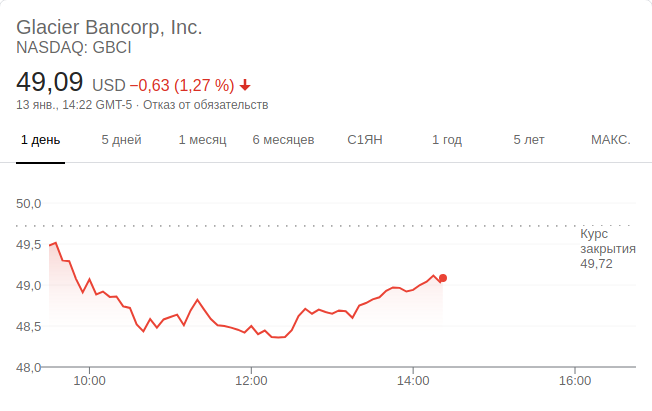 Glacier Bancorp, Inc.
NASDAQ: GBCI
49,09 USD −0,63 (1,27 %)
13 янв., 14:22 GMT-5 · Отказ от обязательств
1 день 5 дней 1 месяц 6 месяцев С1ЯН 1 год 5 лет МАКС.
50,0
Курс
закрытия
49,72
49,5
49,0
48,5
48,0
10:00 12:00 14:00 16:00